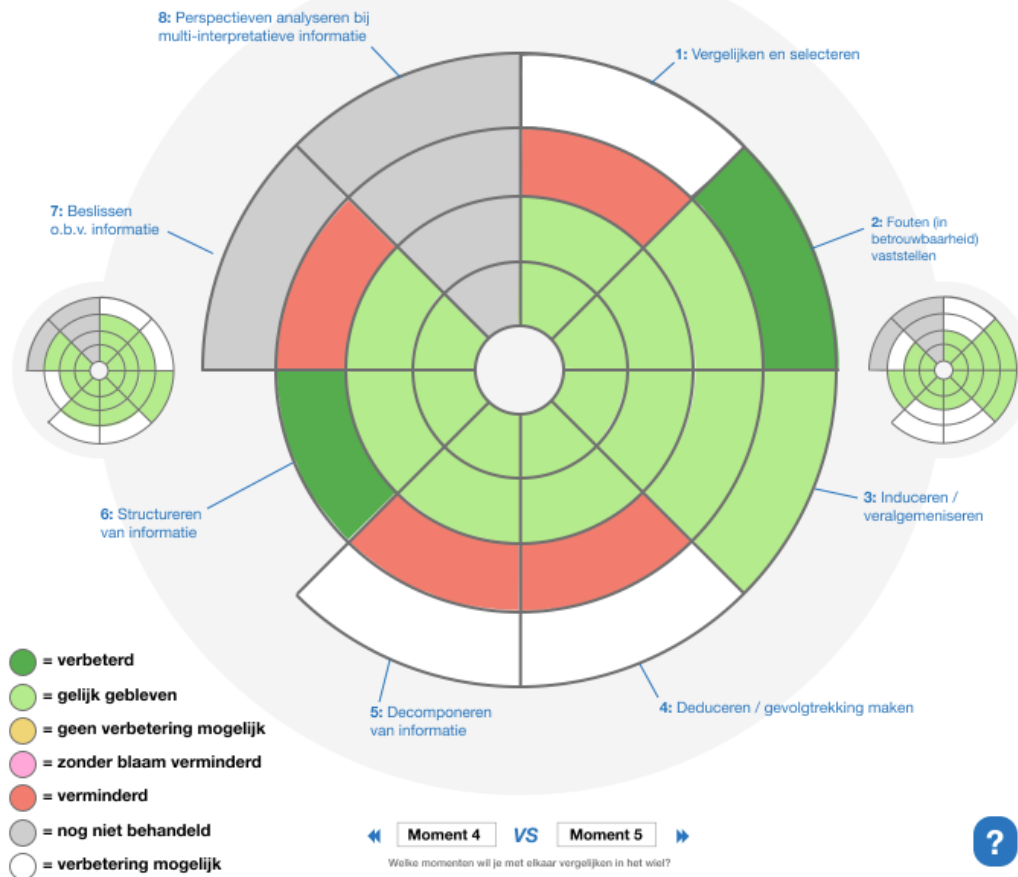 8: Perspectieven analyseren bij
multi-interpretatieve informatie
1: Vergelijken en selecteren
7: Beslissen
o.b.v. informatie
2: Fouten (in
betrouwbaarheid)
vaststellen
6: Structureren
van informatie
3: Induceren /
veralgemeniseren
5: Decomponeren
van informatie
4: Deduceren / gevolgtrekking maken
= verbeterd
= gelijk gebleven
= geen verbetering mogelijk
= zonder blaam verminderd
= verminderd
= nog niet behandeld
= verbetering mogelijk
Moment 4 VS Moment 5
Welke momenten wil je met elkaar vergelijken in het wiel?
?